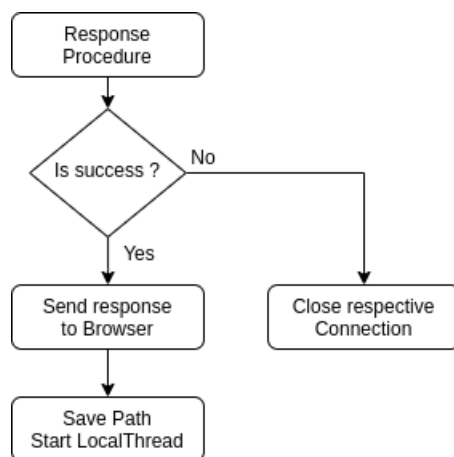 Response
Procedure
Is success ?
No
Yes
Send response
to Browser
Close respective
Connection
Save Path
Start LocalThread